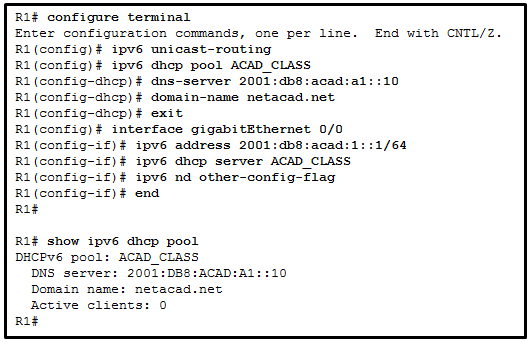 R1# configure terminal
Enter configuration commands, one per line.  End with CNTL/Z.
R1(config)# ipv6 unicast-routing
R1(config)# ipv6 dhcp pool ACAD_CLASS
R1(config-dhcp)# dns-server 2001:db8:acad:a1::10
R1(config-dhcp)# domain-name netacad.net
R1(config-dhcp)# exit
R1(config)# interface gigabitEthernet 0/0
R1(config-if)# ipv6 address 2001:db8:acad:1::1/64
R1(config-if)# ipv6 dhcp server ACAD_CLASS
R1(config-if)# ipv6 nd other-config-flag
R1(config-if)# end
R1#
R1# show ipv6 dhcp pool
DHCPv6 pool: ACAD_CLASS
  DNS server: 2001:DB8:ACAD:A1::10
  Domain name: netacad.net
  Active clients: 0
R1#